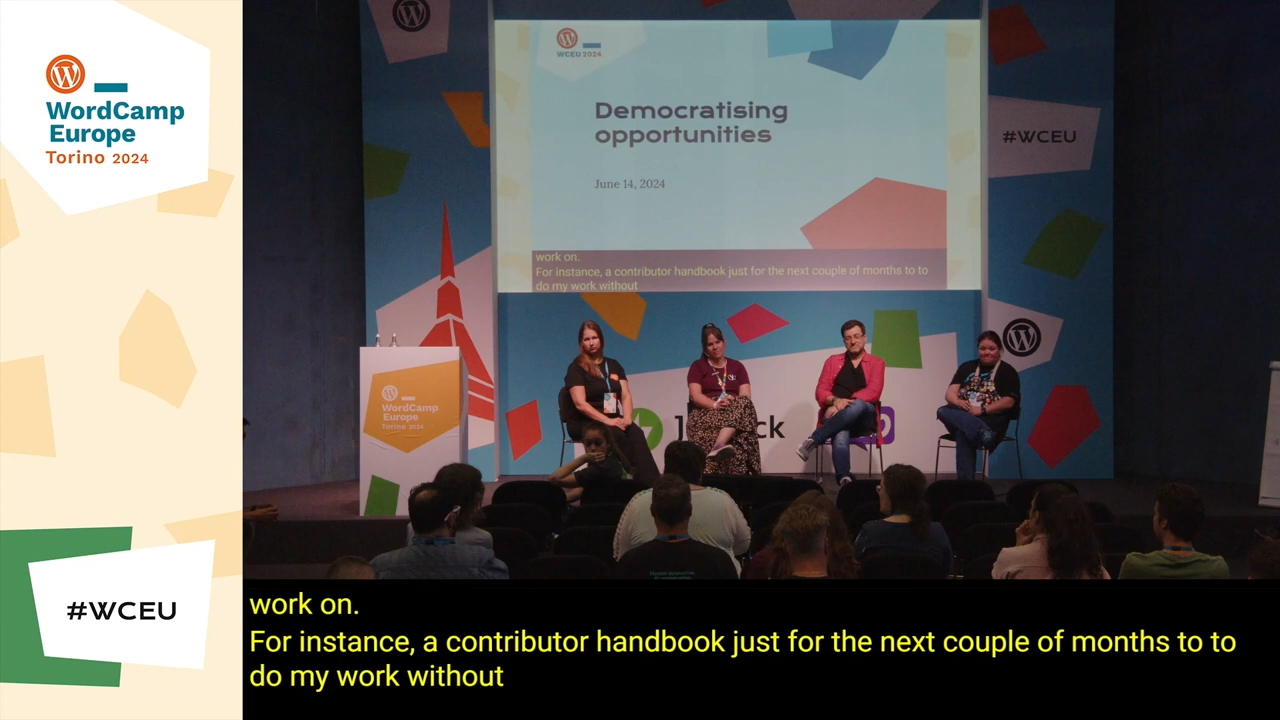 WordCamp
Europe
Torino 2024
#WCEU
WCEU 2024
Democratising
opportunities
June 14, 2024
work on.
For instance, a contributor handbook just for the next couple of months to to
do my work without
#WCEU
WordCamp
Europe
Torino 2024
ck
work on.
For instance, a contributor handbook just for the next couple of months to to
do my work without